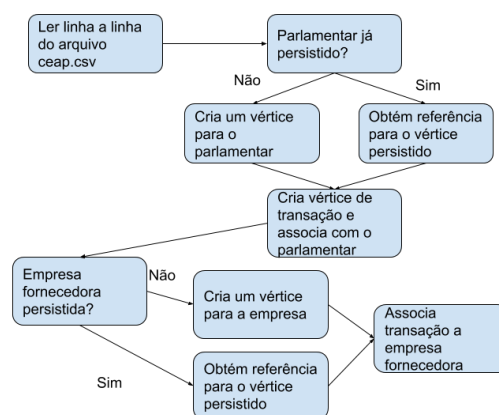 Ler linha a linha
do arquivo
ceap.csv
Parlamentar já
persistido?
Não
Sim
Cria um vértice
para o
parlamentar
Obtém referência
para o vértice
persistido
Cria vértice de
transação e
associa com o
parlamentar
Empresa
fornecedora
persistida?
Não
Sim
Cria um vértice
para a empresa
Obtém referência
para o vértice
persistido
Associa
transação a
empresa
fornecedora